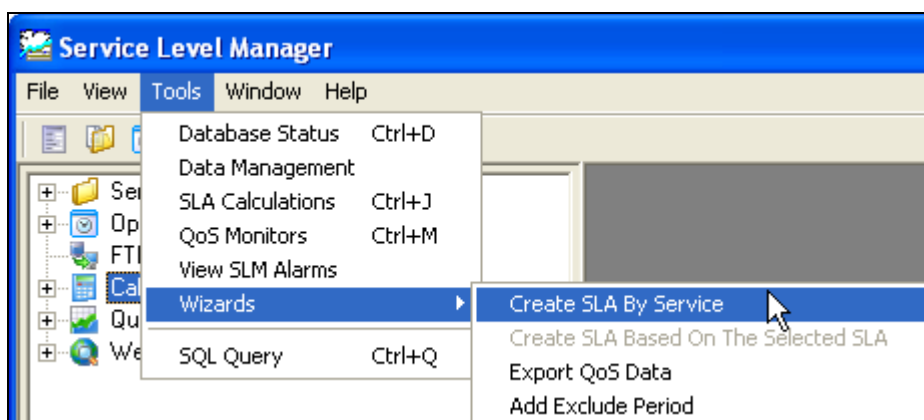 Service Level Manager
File View Tools Window Help
Database Status Ctrl+D
Data Management
SLA Calculations Ctrl+J
QoS Monitors Ctrl+M
View SLM Alarms
Wizards
SQL Query Ctrl+Q
Create SLA By Service
Create SLA Based On The Selected SLA
Export QoS Data
Add Exclude Period